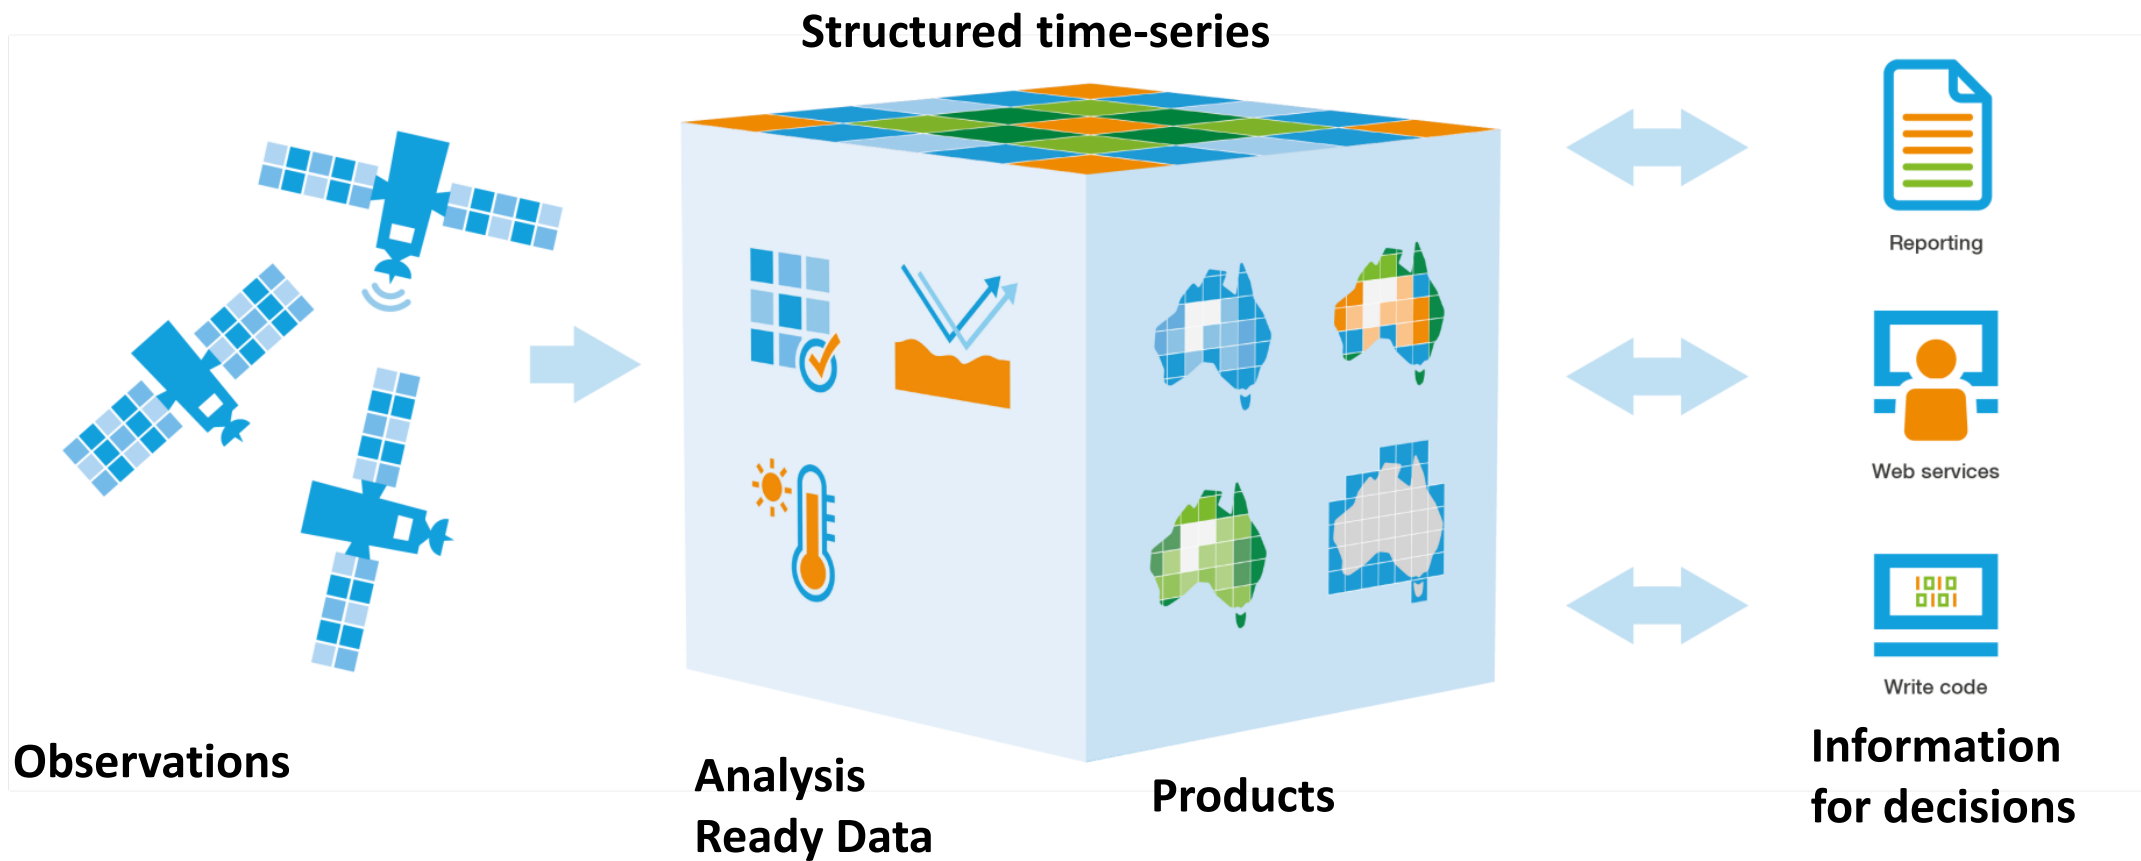 Structured time-series
Reporting
Web services
Write code
Observations
Analysis
Ready Data
Products
Information
for decisions